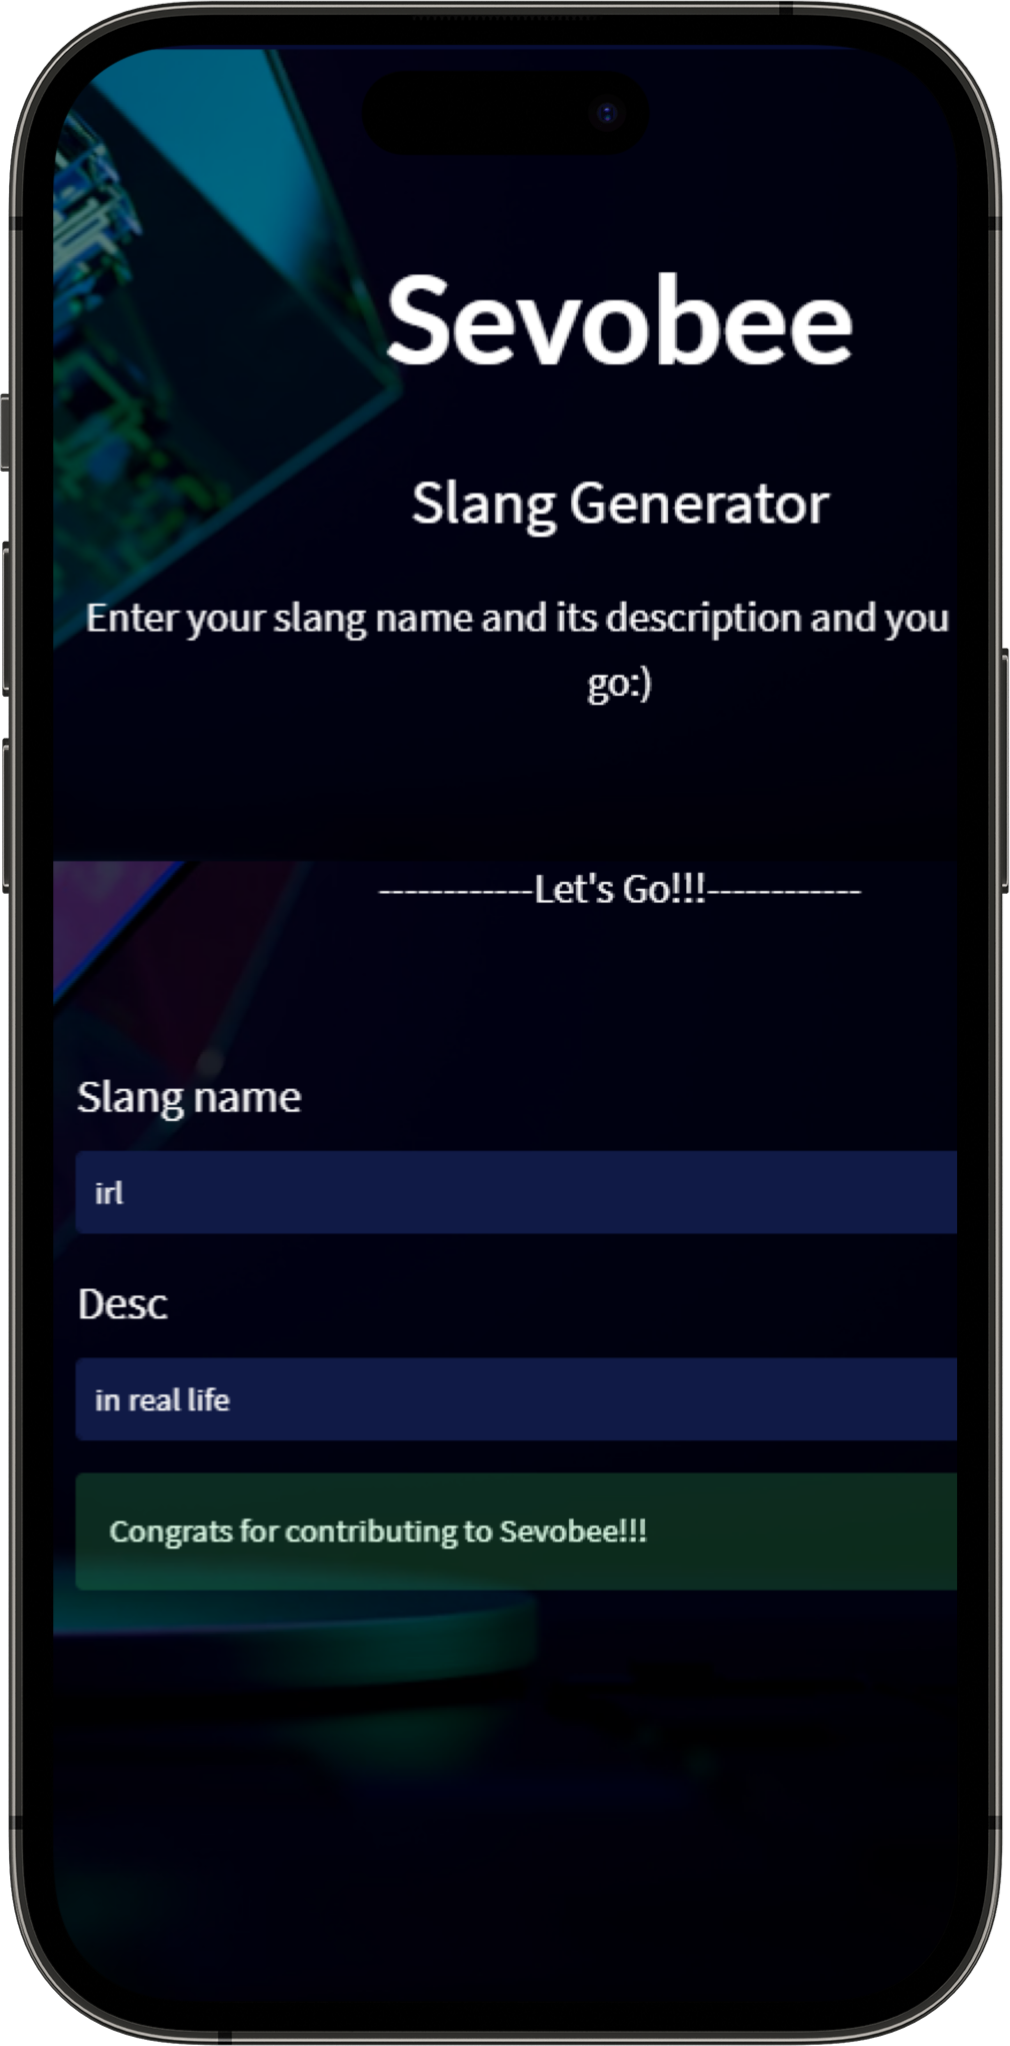 Sevobee
Slang Generator
Enter your slang name and its description and you
go:)
------------Let's Go!!!------------
Slang name
irl
Desc
in real life
Congrats for contributing to Sevobee!!!